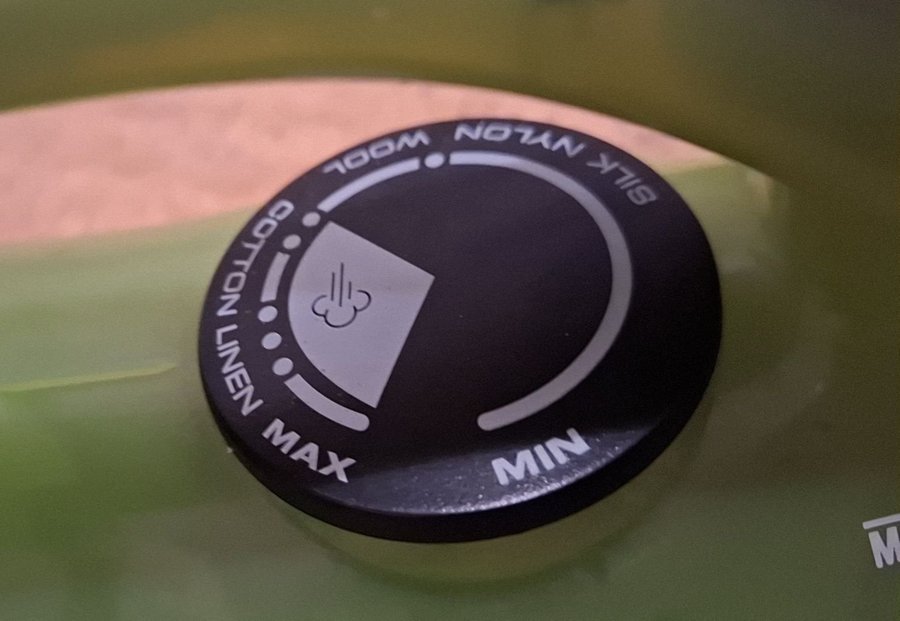 SILK NYLON
WOOL
COTTON
LINEN
MAX
MIN